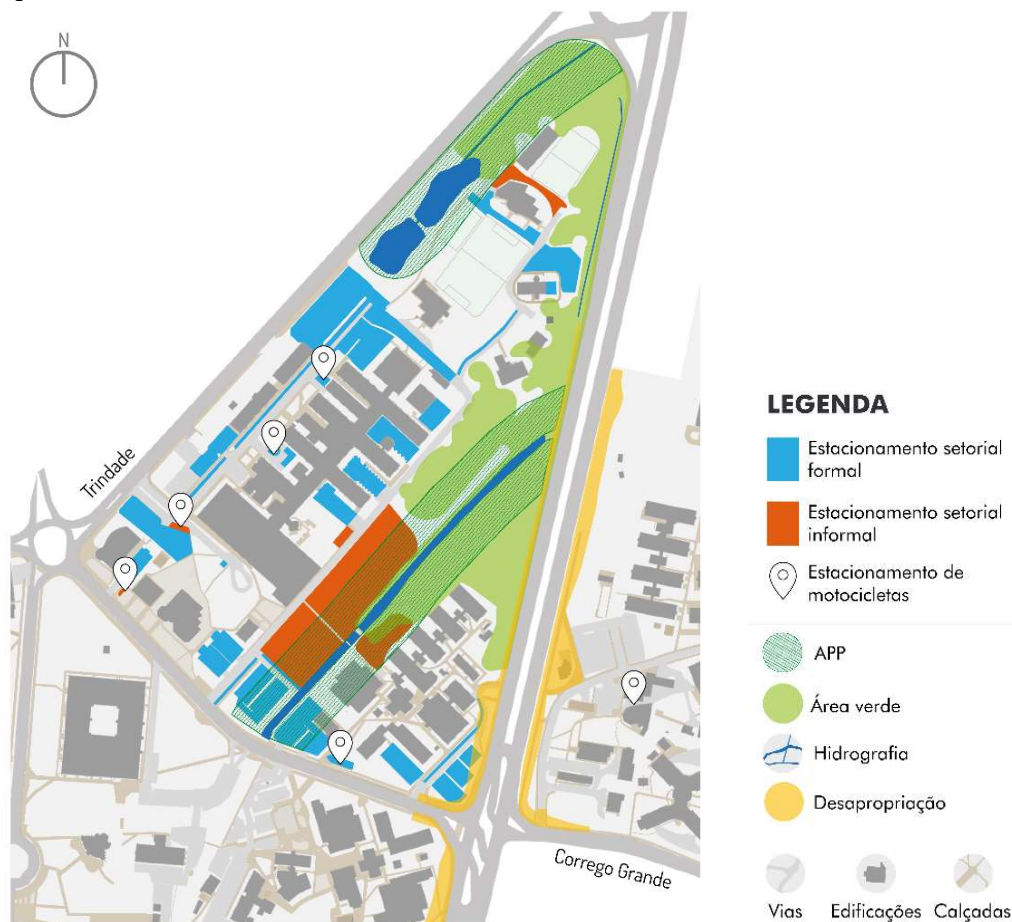 N
Trindade
Corrego Grande
LEGENDA
Estacionamento setorial
formal
Estacionamento setorial
informal
Estacionamento de
motocicletas
APP
Área verde
Hidrografia
Desapropriação
Vias Edificações Calçadas